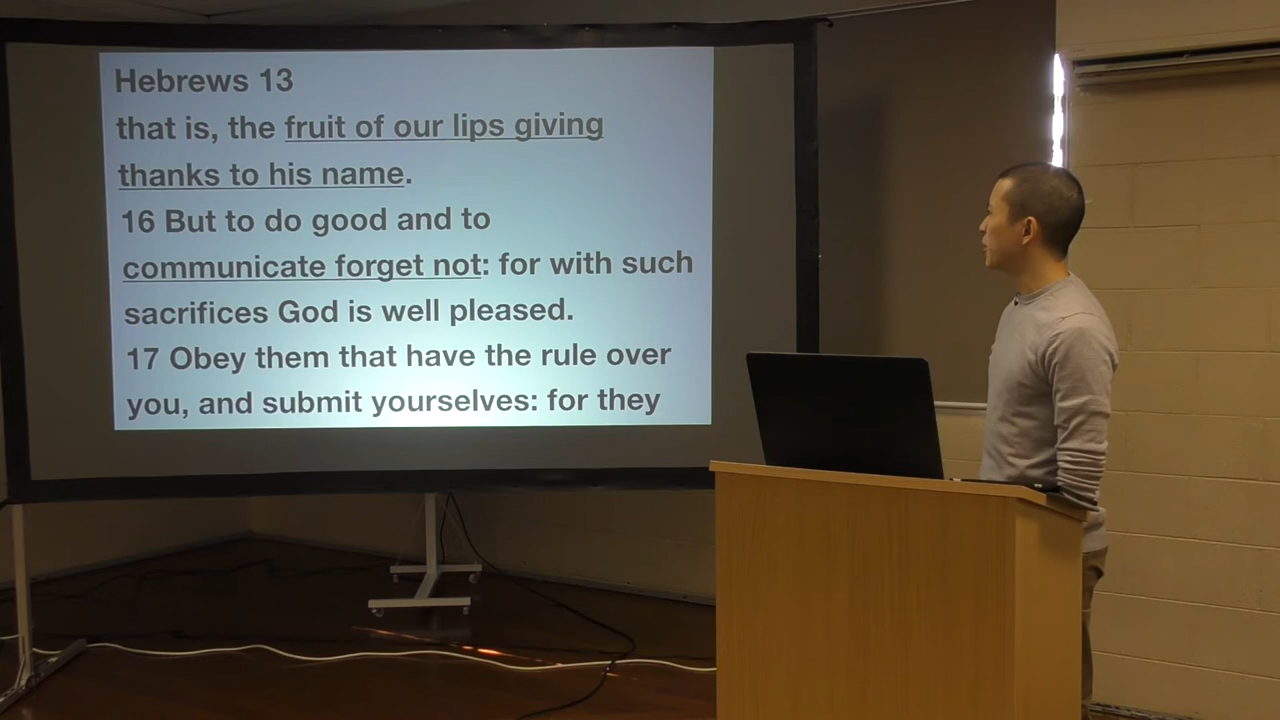 Hebrews 13
that is, the fruit of our lips giving
thanks to his name.
16 But to do good and to
communicate forget not: for with such
sacrifices God is well pleased.
17 Obey them that have the rule over
you, and submit yourselves: for they